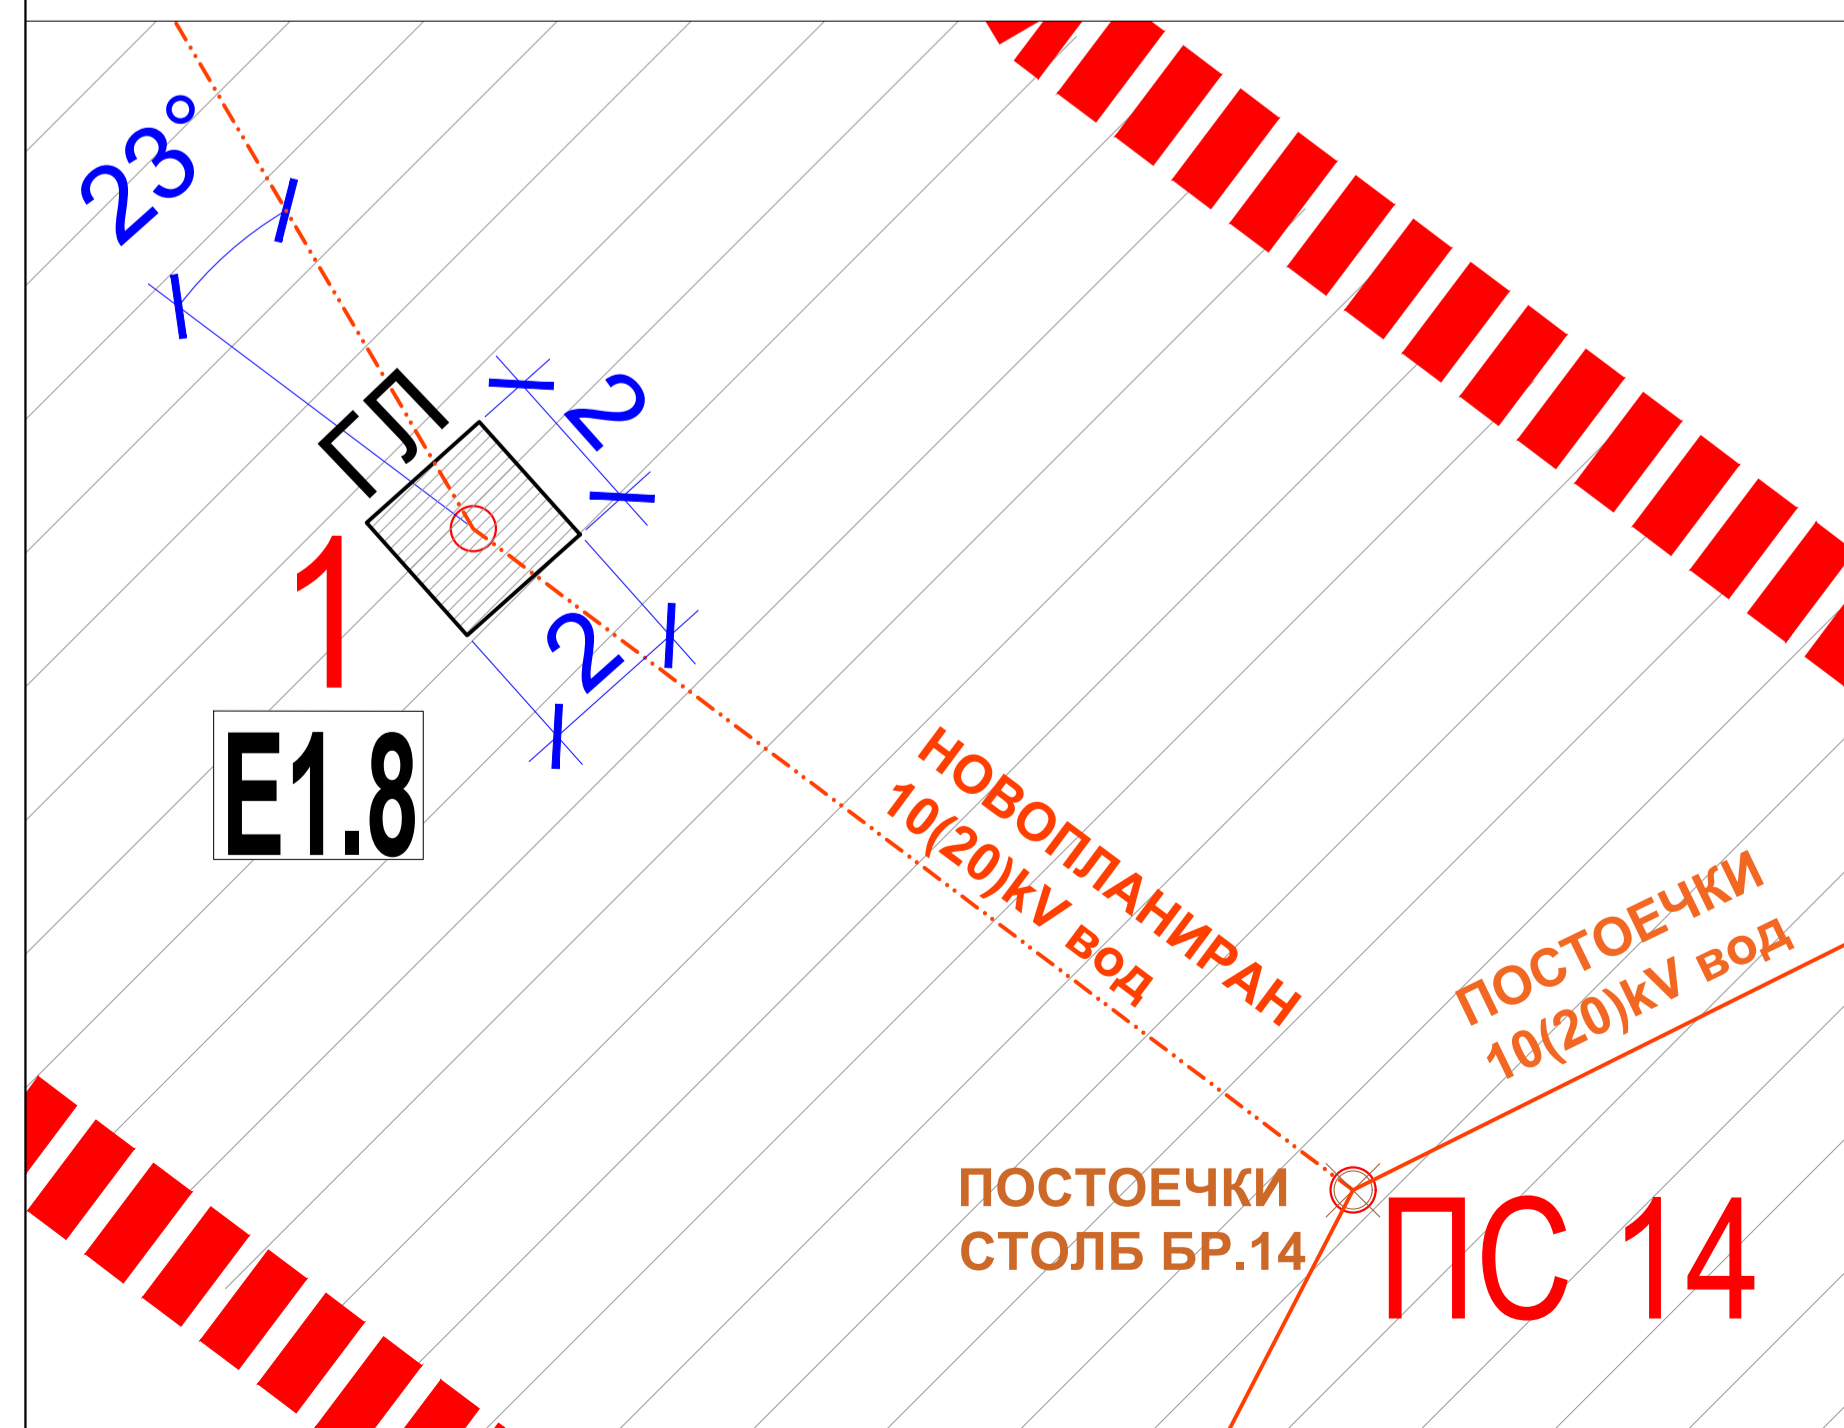 23°
ГЛ
2
1
2
E1.8
НОВОПЛАНИРАН
10(20)kV вод
ПОСТОЕЧКИ
10(20)kV вод
ПОСТОЕЧКИ
СТОЛБ БР.14
ПС 14